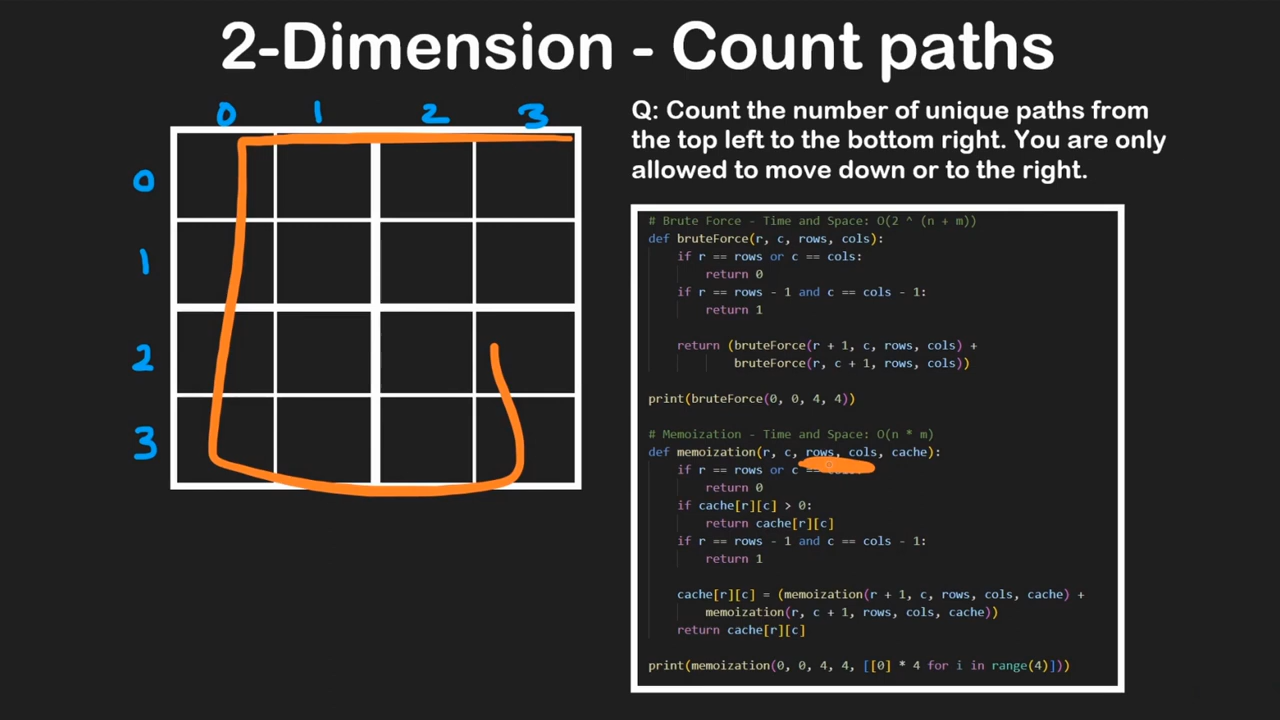 2-Dimension - Count paths
0 1 2 3
0
1
2
3
Q: Count the number of unique paths from
the top left to the bottom right. You are only
allowed to move down or to the right.
# Brute Force - Time and Space: O(2 ^ (n + m))
def bruteForce(r, c, rows, cols):
    if r == rows or c == cols:
        return 0
    if r == rows - 1 and c == cols - 1:
        return 1
    return (bruteForce(r + 1, c, rows, cols) +
            bruteForce(r, c + 1, rows, cols))
print(bruteForce(0, 0, 4, 4))
# Memoization - Time and Space: O(n * m)
def memoization(r, c, rows, cols, cache):
    if r == rows or c ==
        return 0
    if cache[r][c] > 0:
        return cache[r][c]
    if r == rows - 1 and c == cols - 1:
        return 1
    cache[r][c] = (memoization(r + 1, c, rows, cols, cache) +
        memoization(r, c + 1, rows, cols, cache))
    return cache[r][c]
print(memoization(0, 0, 4, 4, [[0] * 4 for i in range(4)]))